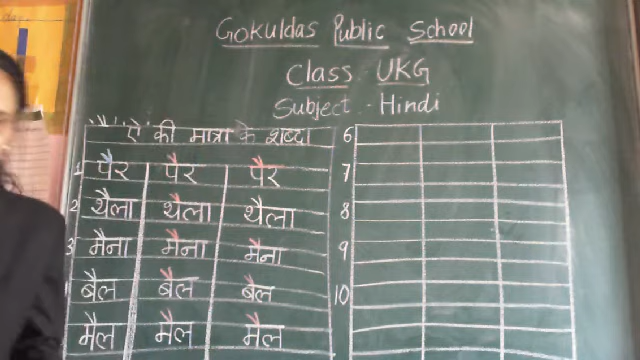 Gokuldas Public School
Class UKG
Subject - Hindi
ऐ की मात्रा के शब्द
1 पैर पैर पैर
2 थैला थैला थैला
3 मैना मैना मैना
बैल बैल बैल
मैल मैल मैल
6
7
8
9
10